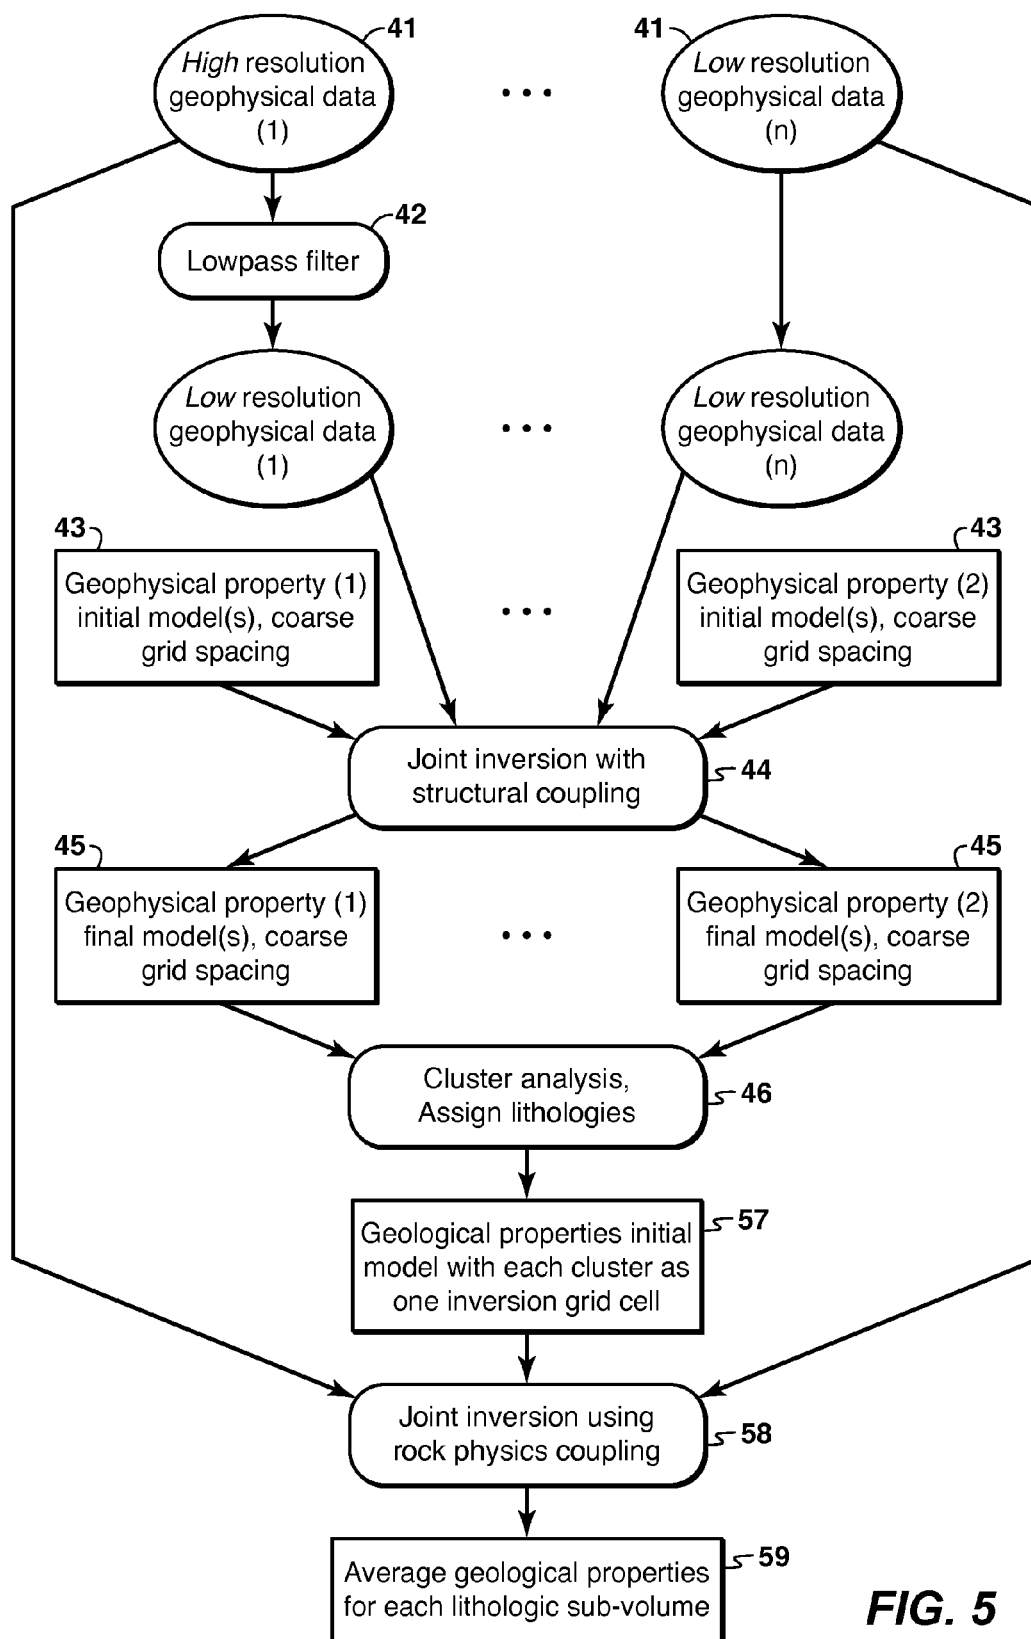 41
High resolution
geophysical data
(1)
41
Low resolution
geophysical data
(n)
42
Lowpass filter
Low resolution
geophysical data
(1)
Low resolution
geophysical data
(n)
43
Geophysical property (1)
initial model(s), coarse
grid spacing
43
Geophysical property (2)
initial model(s), coarse
grid spacing
Joint inversion with
structural coupling
44
45
Geophysical property (1)
final model(s), coarse
grid spacing
45
Geophysical property (2)
final model(s), coarse
grid spacing
Cluster analysis,
Assign lithologies
46
Geological properties initial
model with each cluster as
one inversion grid cell
57
Joint inversion using
rock physics coupling
58
Average geological properties
for each lithologic sub-volume
59
FIG. 5